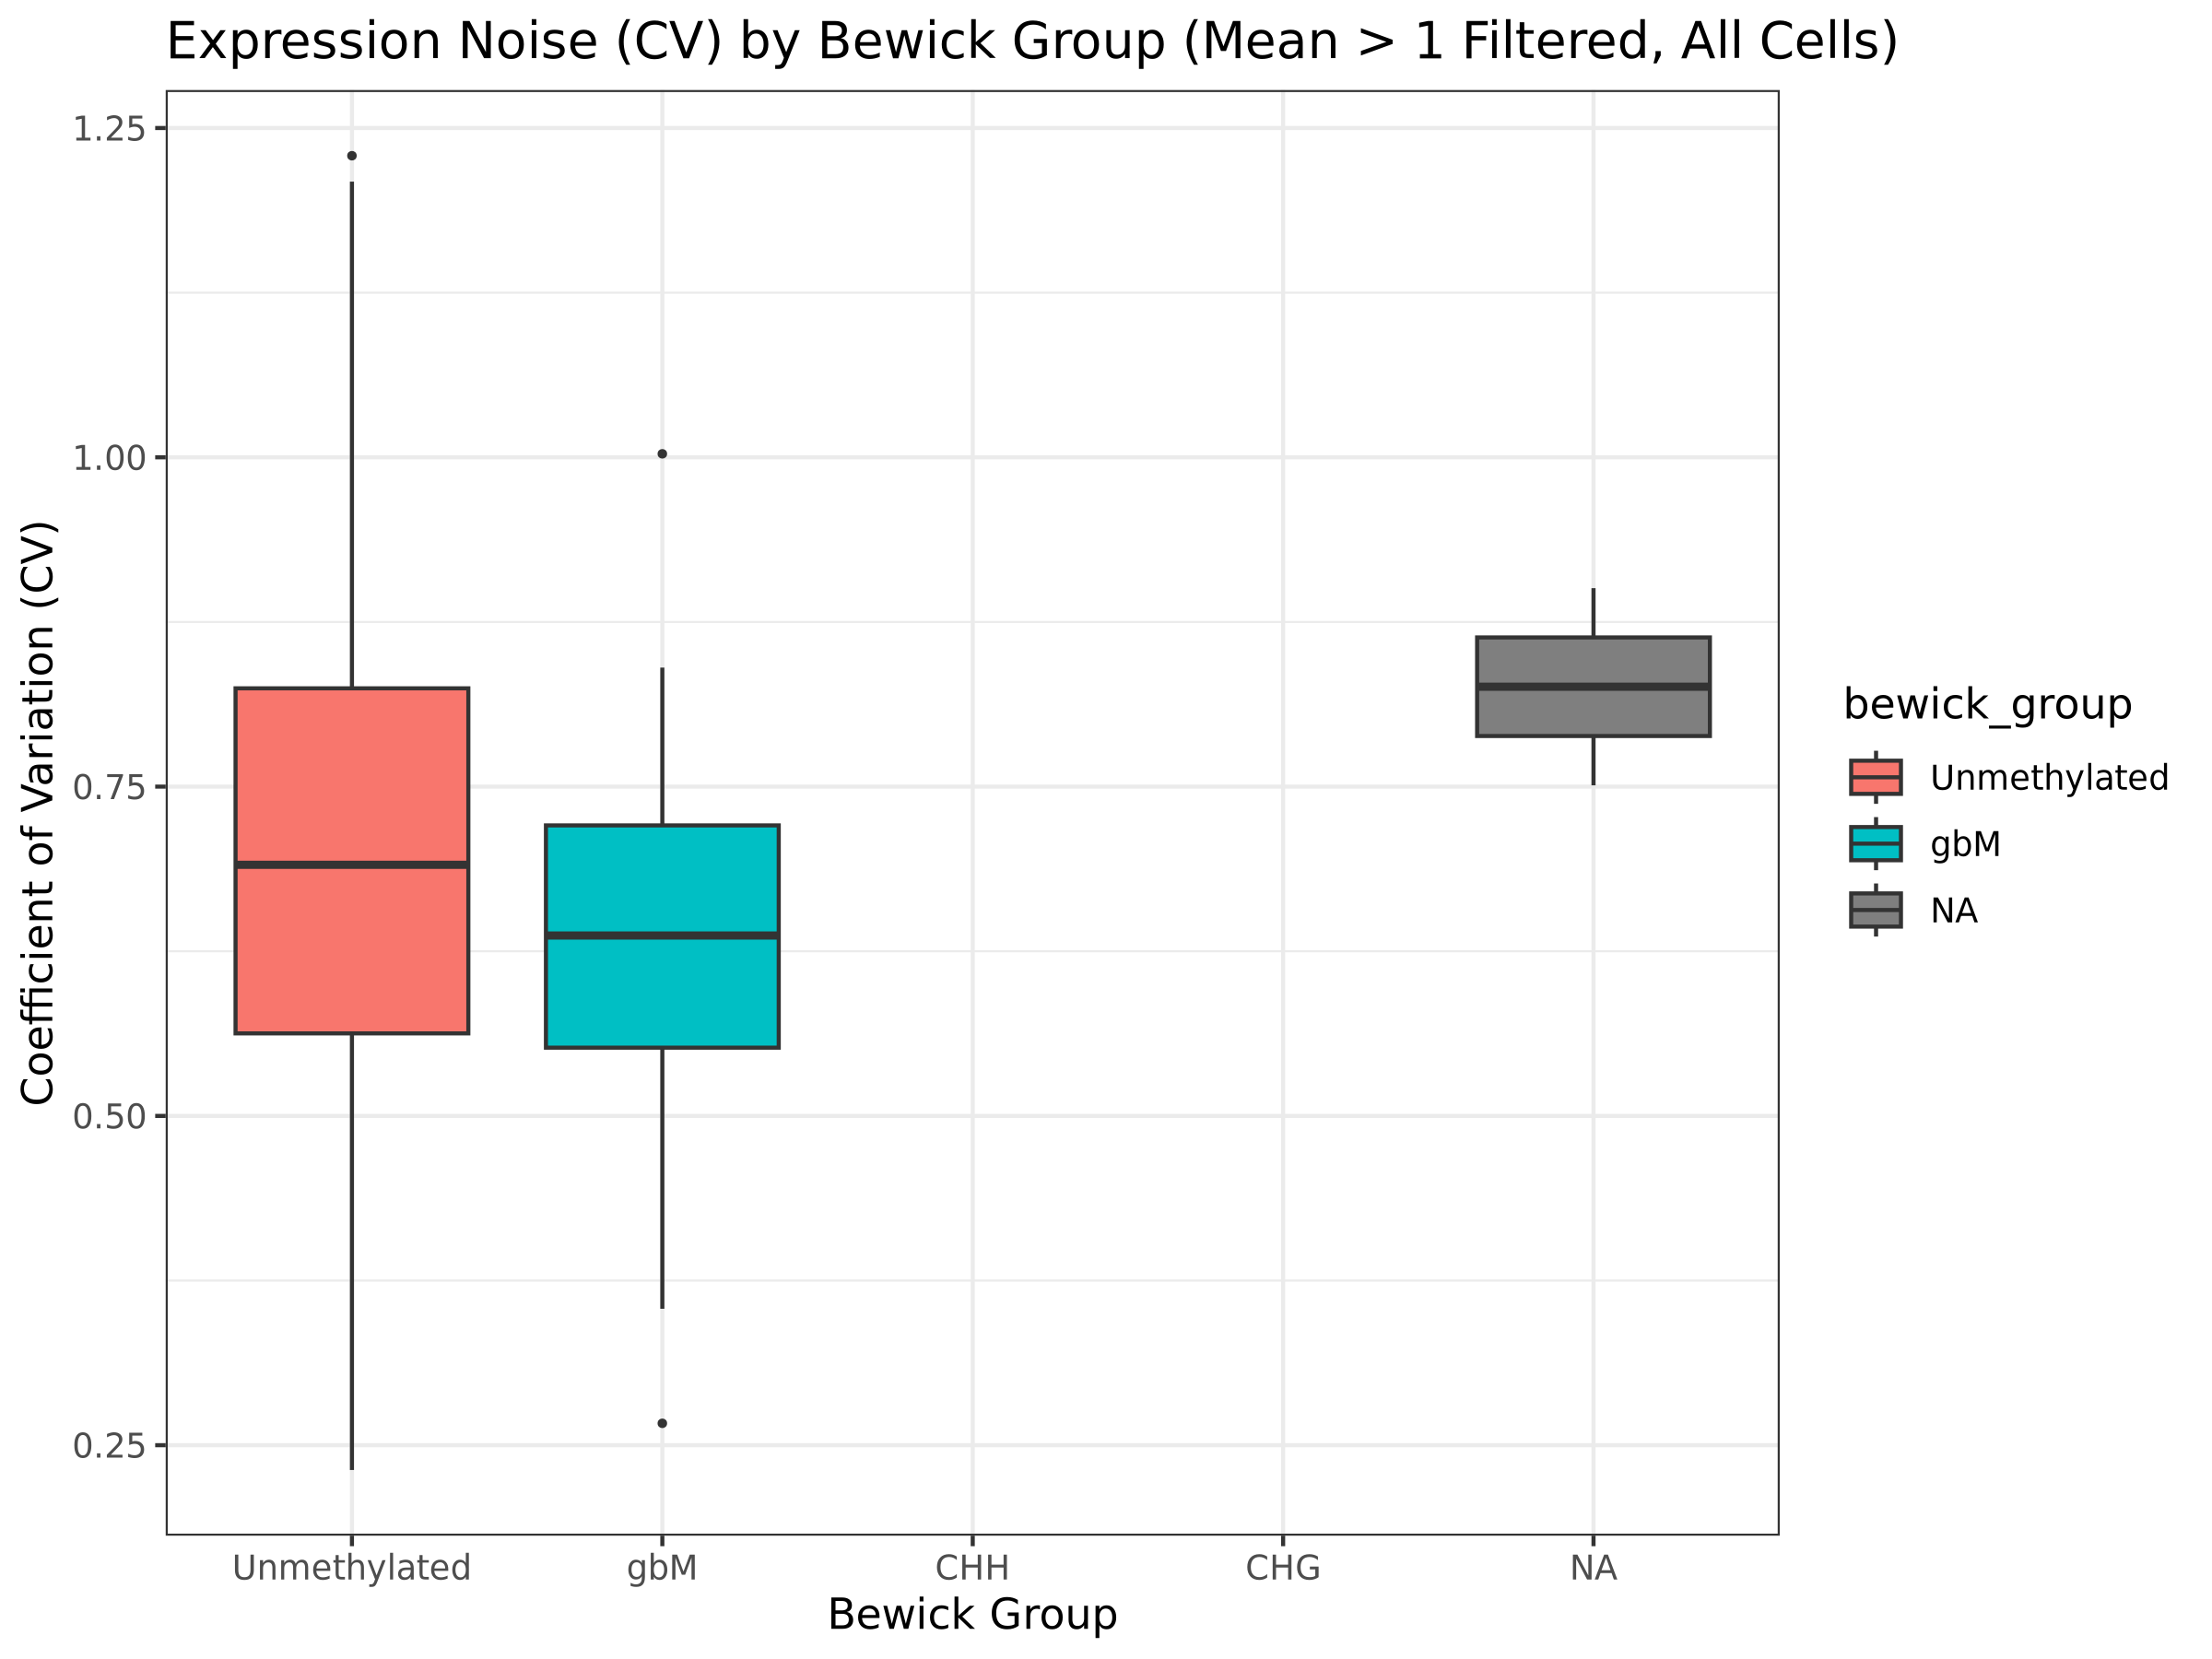 Expression Noise (CV) by Bewick Group (Mean > 1 Filtered, All Cells)
Coefficient of Variation (CV)
1.25
1.00
0.75
0.50
0.25
Unmethylated
gbM
CHH
CHG
NA
Bewick Group
bewick_group
Unmethylated
gbM
NA